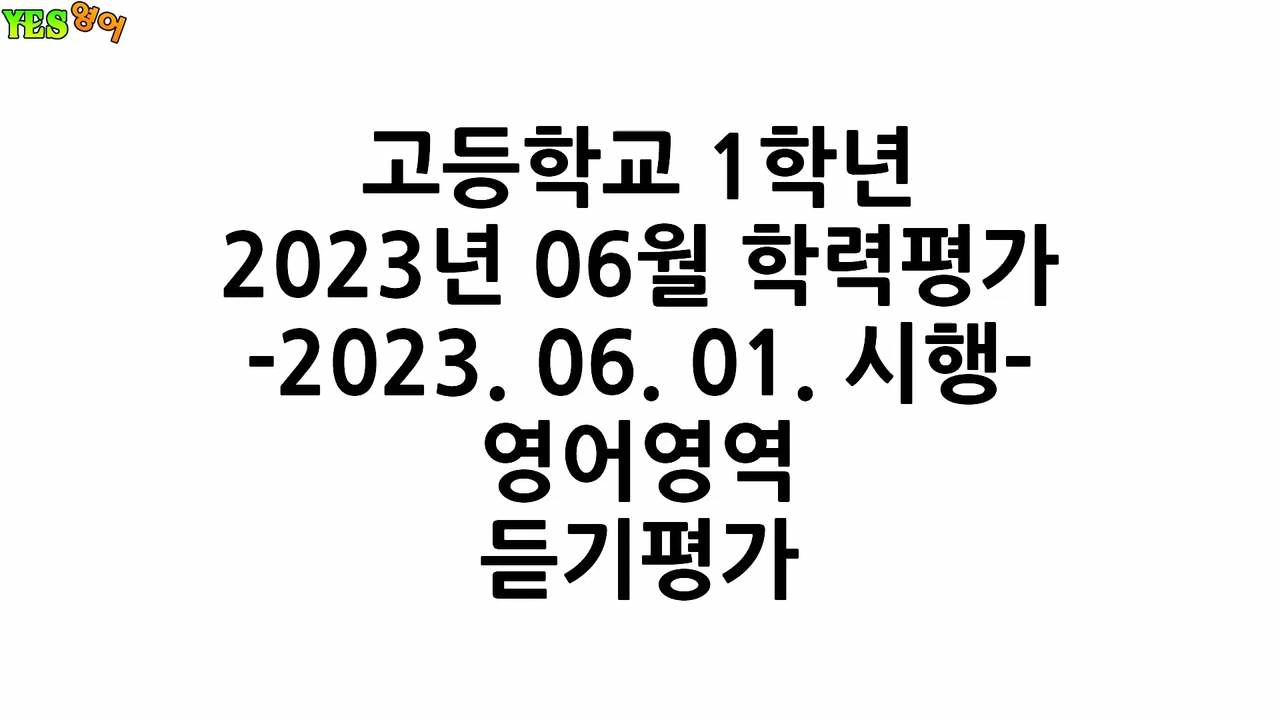 YES영어
고등학교 1학년
2023년 06월 학력평가
-2023. 06. 01. 시행-
영어영역
듣기평가